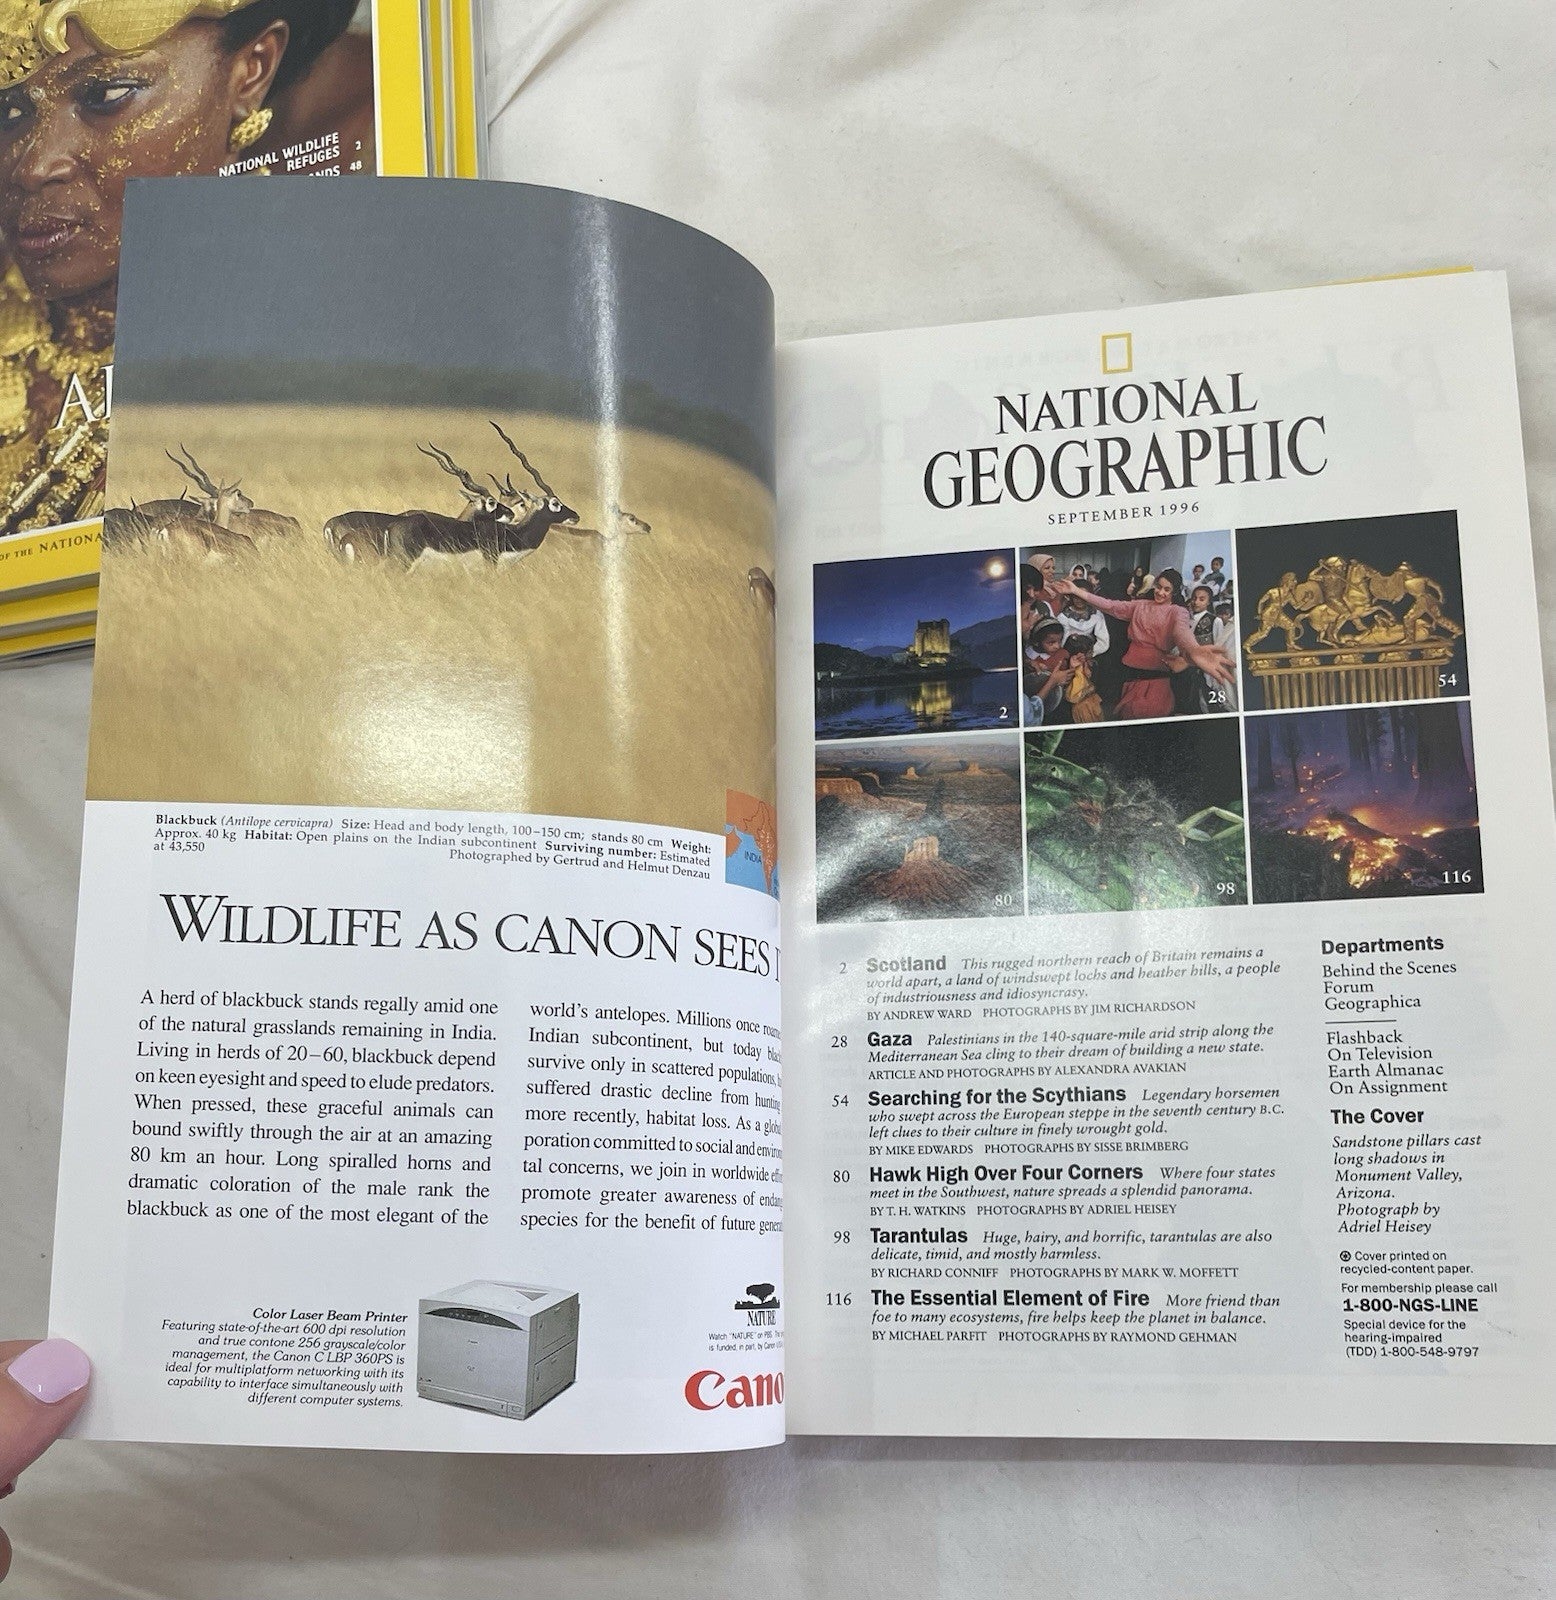 NATIONAL WILDLIFE
REFUGES 2
48
OF THE NATIONA
Blackbuck (Antilope cervicapra) Size: Head and body length, 100–150 cm; stands 80 cm Weight:
Approx. 40 kg Habitat: Open plains on the Indian subcontinent Surviving number: Estimated
at 43,550
Photographed by Gertrud and Helmut Denzau
INDIA
WILDLIFE AS CANON SEES
A herd of blackbuck stands regally amid one
of the natural grasslands remaining in India.
Living in herds of 20–60, blackbuck depend
on keen eyesight and speed to elude predators.
When pressed, these graceful animals can
bound swiftly through the air at an amazing
80 km an hour. Long spiralled horns and
dramatic coloration of the male rank the
blackbuck as one of the most elegant of the
world's antelopes. Millions once
Indian subcontinent, but today
survive only in scattered populations,
suffered drastic decline from hunting
more recently, habitat loss. As a
poration committed to social and
tal concerns, we join in worldwide
promote greater awareness of
species for the benefit of future
Color Laser Beam Printer
Featuring state-of-the-art 600 dpi resolution
and true contone 256 grayscale/color
management, the Canon CLBP 360PS is
ideal for multiplatform networking with its
capability to interface simultaneously with
different computer systems.
NATURE
Watch "NATURE" on PBS.
is funded, in part, by Canon
Cano
NATIONAL
GEOGRAPHIC
SEPTEMBER 1996
2
28
54
80
98
116
2 Scotland This rugged northern reach of Britain remains a
world apart, a land of windswept lochs and heather hills, a people
of industriousness and idiosyncrasy.
BY ANDREW WARD PHOTOGRAPHS BY JIM RICHARDSON
28 Gaza Palestinians in the 140-square-mile arid strip along the
Mediterranean Sea cling to their dream of building a new state.
ARTICLE AND PHOTOGRAPHS BY ALEXANDRA AVAKIAN
54 Searching for the Scythians Legendary horsemen
who swept across the European steppe in the seventh century B.C.
left clues to their culture in finely wrought gold.
BY MIKE EDWARDS PHOTOGRAPHS BY SISSE BRIMBERG
80 Hawk High Over Four Corners Where four states
meet in the Southwest, nature spreads a splendid panorama.
BY T. H. WATKINS PHOTOGRAPHS BY ADRIEL HEISEY
98 Tarantulas Huge, hairy, and horrific, tarantulas are also
delicate, timid, and mostly harmless.
BY RICHARD CONNIFF PHOTOGRAPHS BY MARK W. MOFFETT
116 The Essential Element of Fire More friend than
foe to many ecosystems, fire helps keep the planet in balance.
BY MICHAEL PARFIT PHOTOGRAPHS BY RAYMOND GEHMAN
Departments
Behind the Scenes
Forum
Geographica
Flashback
On Television
Earth Almanac
On Assignment
The Cover
Sandstone pillars cast
long shadows in
Monument Valley,
Arizona.
Photograph by
Adriel Heisey
Cover printed on
recycled-content paper.
For membership please call
1-800-NGS-LINE
Special device for the
hearing-impaired
(TDD) 1-800-548-9797